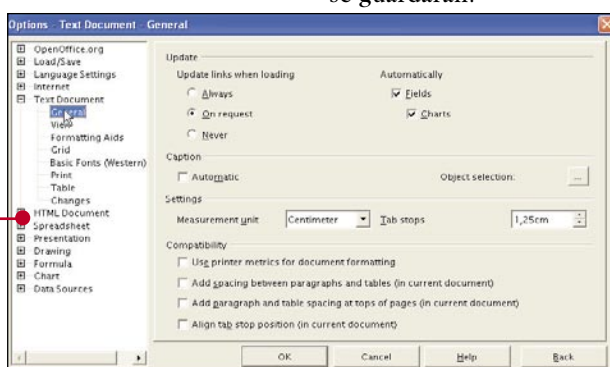 se guardarán.
Options - Text Document - General
OpenOffice.org
Load/Save
Language Settings
Internet
Text Document
General
View
Formatting Aids
Grid
Basic Fonts (Western)
Print
Table
Changes
HTML Document
Spreadsheet
Presentation
Drawing
Formula
Chart
Data Sources
Update
Update links when loading
Always
On request
Never
Automatically
Fields
Charts
Caption
Automatic
Object selection:
...
Settings
Measurement unit
Centimeter
Tab stops
1,25cm
Compatibility
Use printer metrics for document formatting
Add spacing between paragraphs and tables (in current document)
Add paragraph and table spacing at tops of pages (in current document)
Align tab stop position (in current document)
OK
Cancel
Help
Back